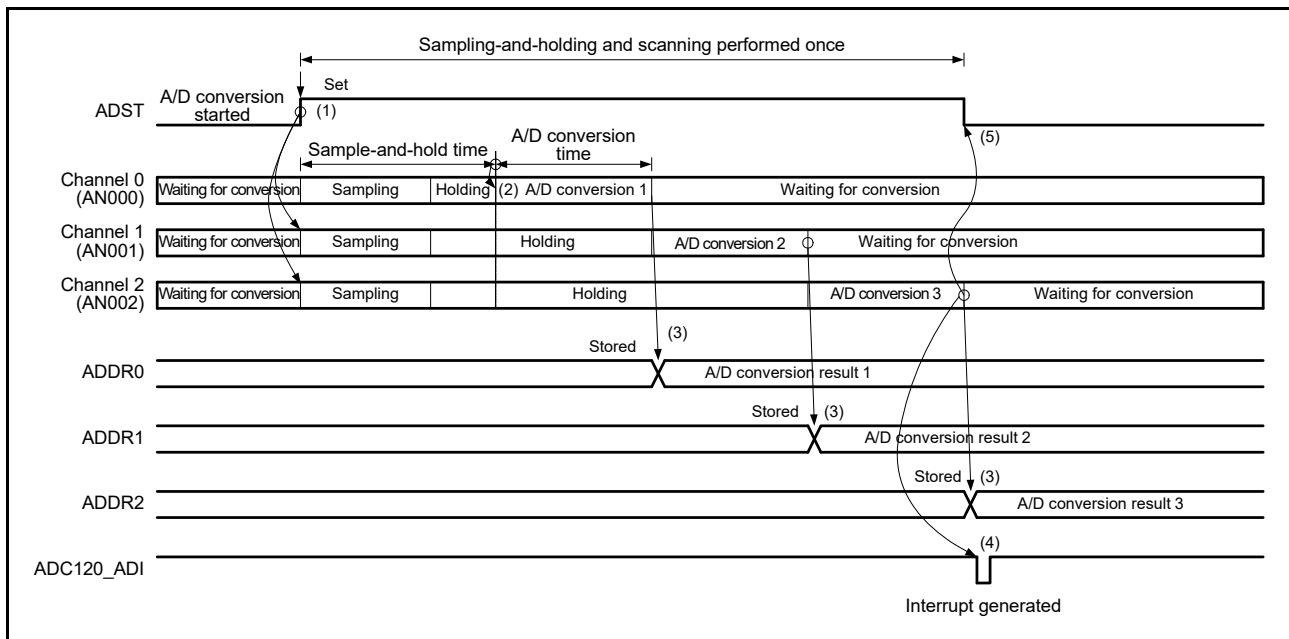 Sampling-and-holding and scanning performed once
ADST
A/D conversion
started
Set
(1)
(5)
Sample-and-hold time
A/D conversion
time
Channel 0
(AN000)
Waiting for conversion
Sampling
Holding
(2)
A/D conversion 1
Waiting for conversion
Channel 1
(AN001)
Waiting for conversion
Sampling
Holding
A/D conversion 2
Waiting for conversion
Channel 2
(AN002)
Waiting for conversion
Sampling
Holding
A/D conversion 3
Waiting for conversion
Stored
(3)
ADDR0
A/D conversion result 1
Stored
(3)
ADDR1
A/D conversion result 2
Stored
(3)
ADDR2
A/D conversion result 3
(4)
ADC120_ADI
Interrupt generated